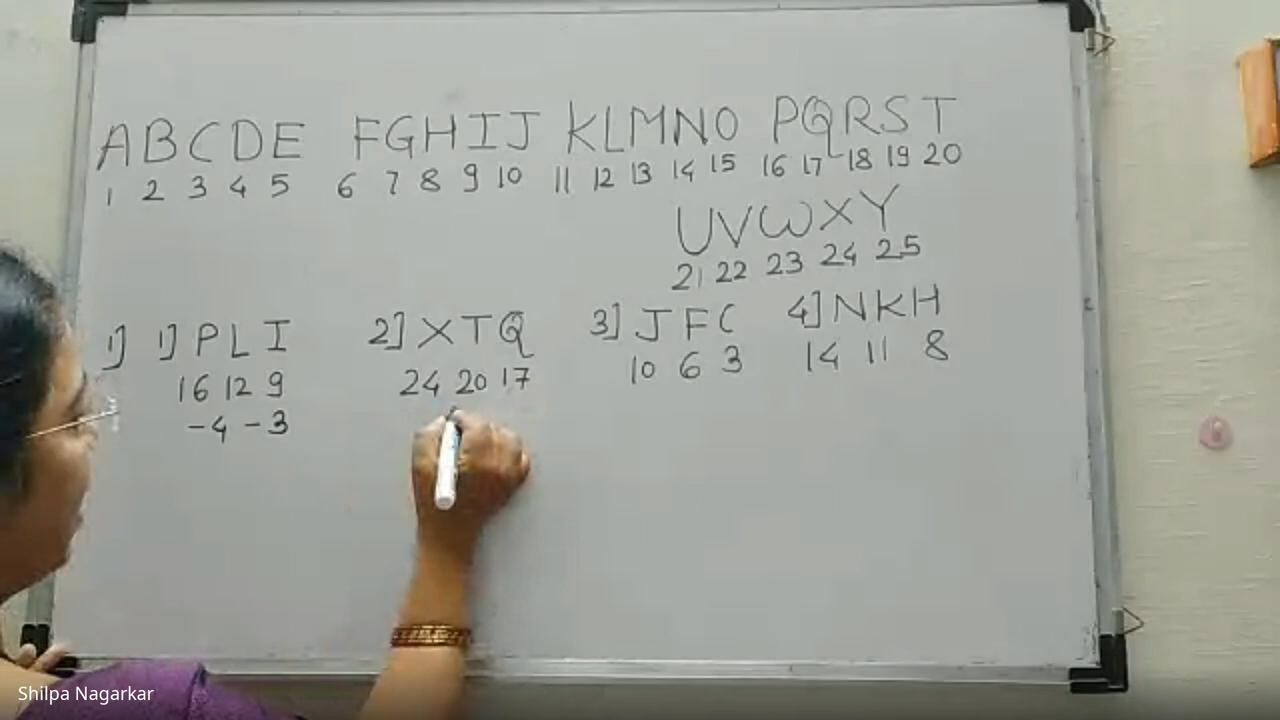 A B C D E F G H I J K L M N O P Q R S T
1 2 3 4 5 6 7 8 9 10 11 12 13 14 15 16 17 18 19 20
U V W X Y
21 22 23 24 25
1] 1] P L I 2] X T Q 3] J F C 4] N K H
16 12 9 24 20 17 10 6 3 14 11 8
-4 -3
Shilpa Nagarkar